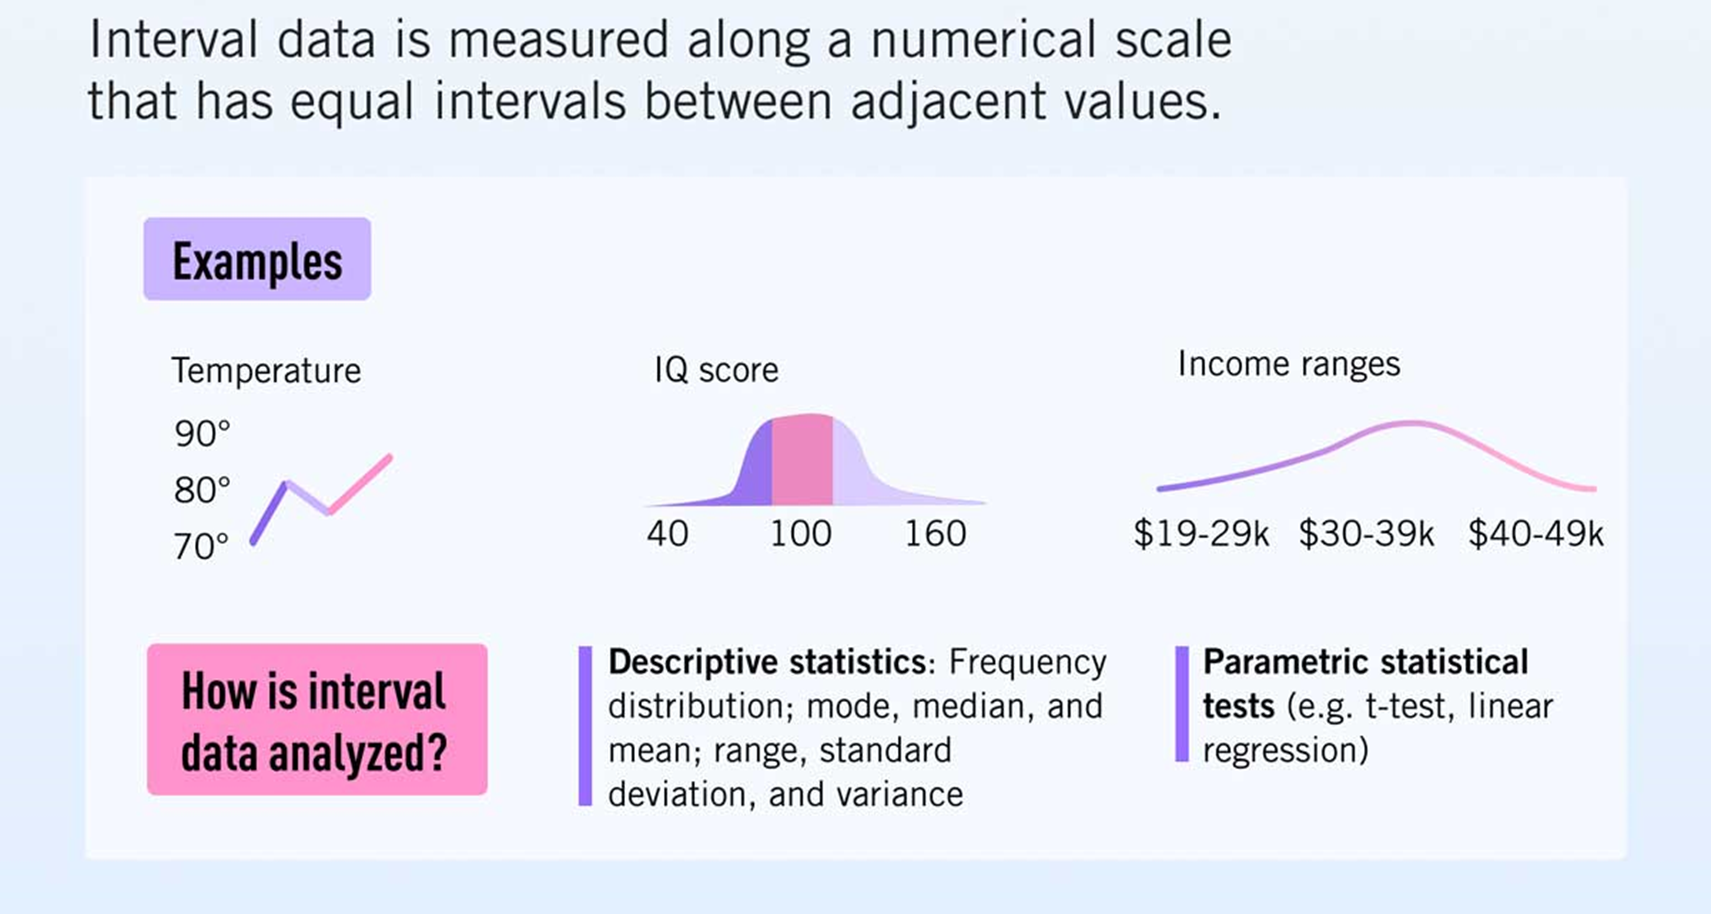 Interval data is measured along a numerical scale
that has equal intervals between adjacent values.
Examples
Temperature
90°
80°
70°
IQ score
40 100 160
Income ranges
$19-29k $30-39k $40-49k
How is interval
data analyzed?
Descriptive statistics: Frequency
distribution; mode, median, and
mean; range, standard
deviation, and variance
Parametric statistical
tests (e.g. t-test, linear
regression)